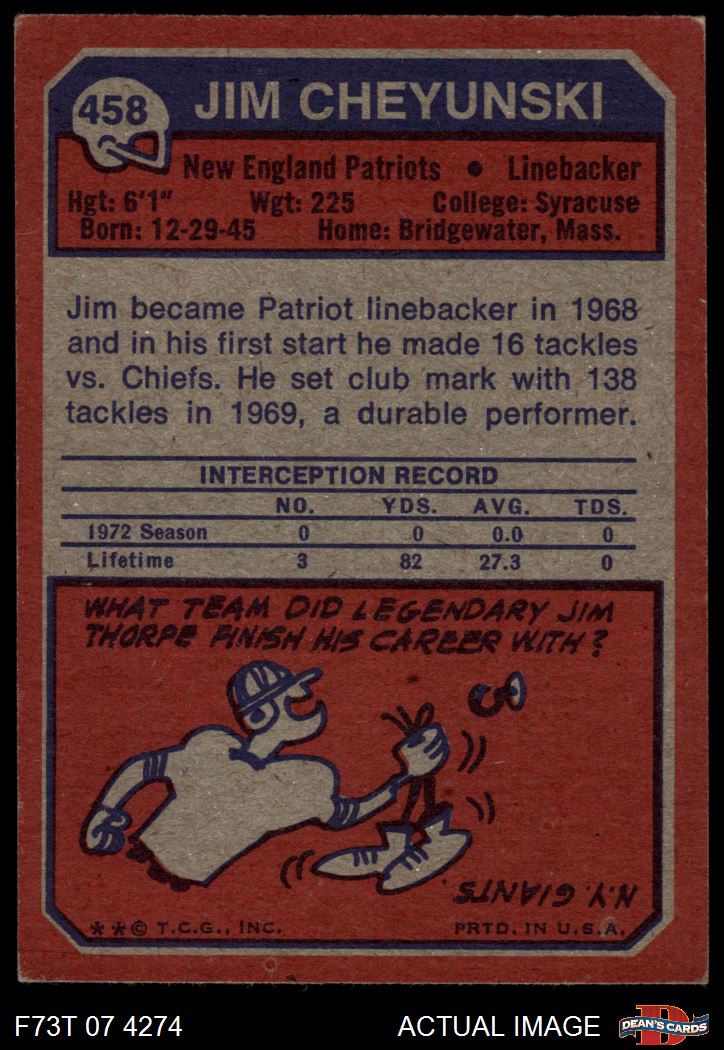 458
JIM CHEYUNSKI
New England Patriots • Linebacker
Hgt: 6'1" Wgt: 225 College: Syracuse
Born: 12-29-45 Home: Bridgewater, Mass.
Jim became Patriot linebacker in 1968
and in his first start he made 16 tackles
vs. Chiefs. He set club mark with 138
tackles in 1969, a durable performer.
INTERCEPTION RECORD
NO. YDS. AVG. TDS.
1972 Season 0 0 0.0 0
Lifetime 3 82 27.3 0
WHAT TEAM DID LEGENDARY JIM
THORPE FINISH HIS CAREER WITH?
N.Y. GIANTS.
**© T.C.G., INC. PRTD. IN U.S.A.
F73T 07 4274 ACTUAL IMAGE
D
DEAN'S CARDS